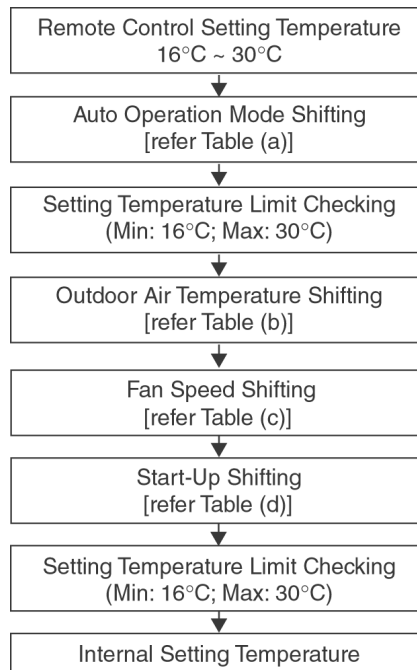 Remote Control Setting Temperature
16°C ~ 30°C
Auto Operation Mode Shifting
[refer Table (a)]
Setting Temperature Limit Checking
(Min: 16°C; Max: 30°C)
Outdoor Air Temperature Shifting
[refer Table (b)]
Fan Speed Shifting
[refer Table (c)]
Start-Up Shifting
[refer Table (d)]
Setting Temperature Limit Checking
(Min: 16°C; Max: 30°C)
Internal Setting Temperature